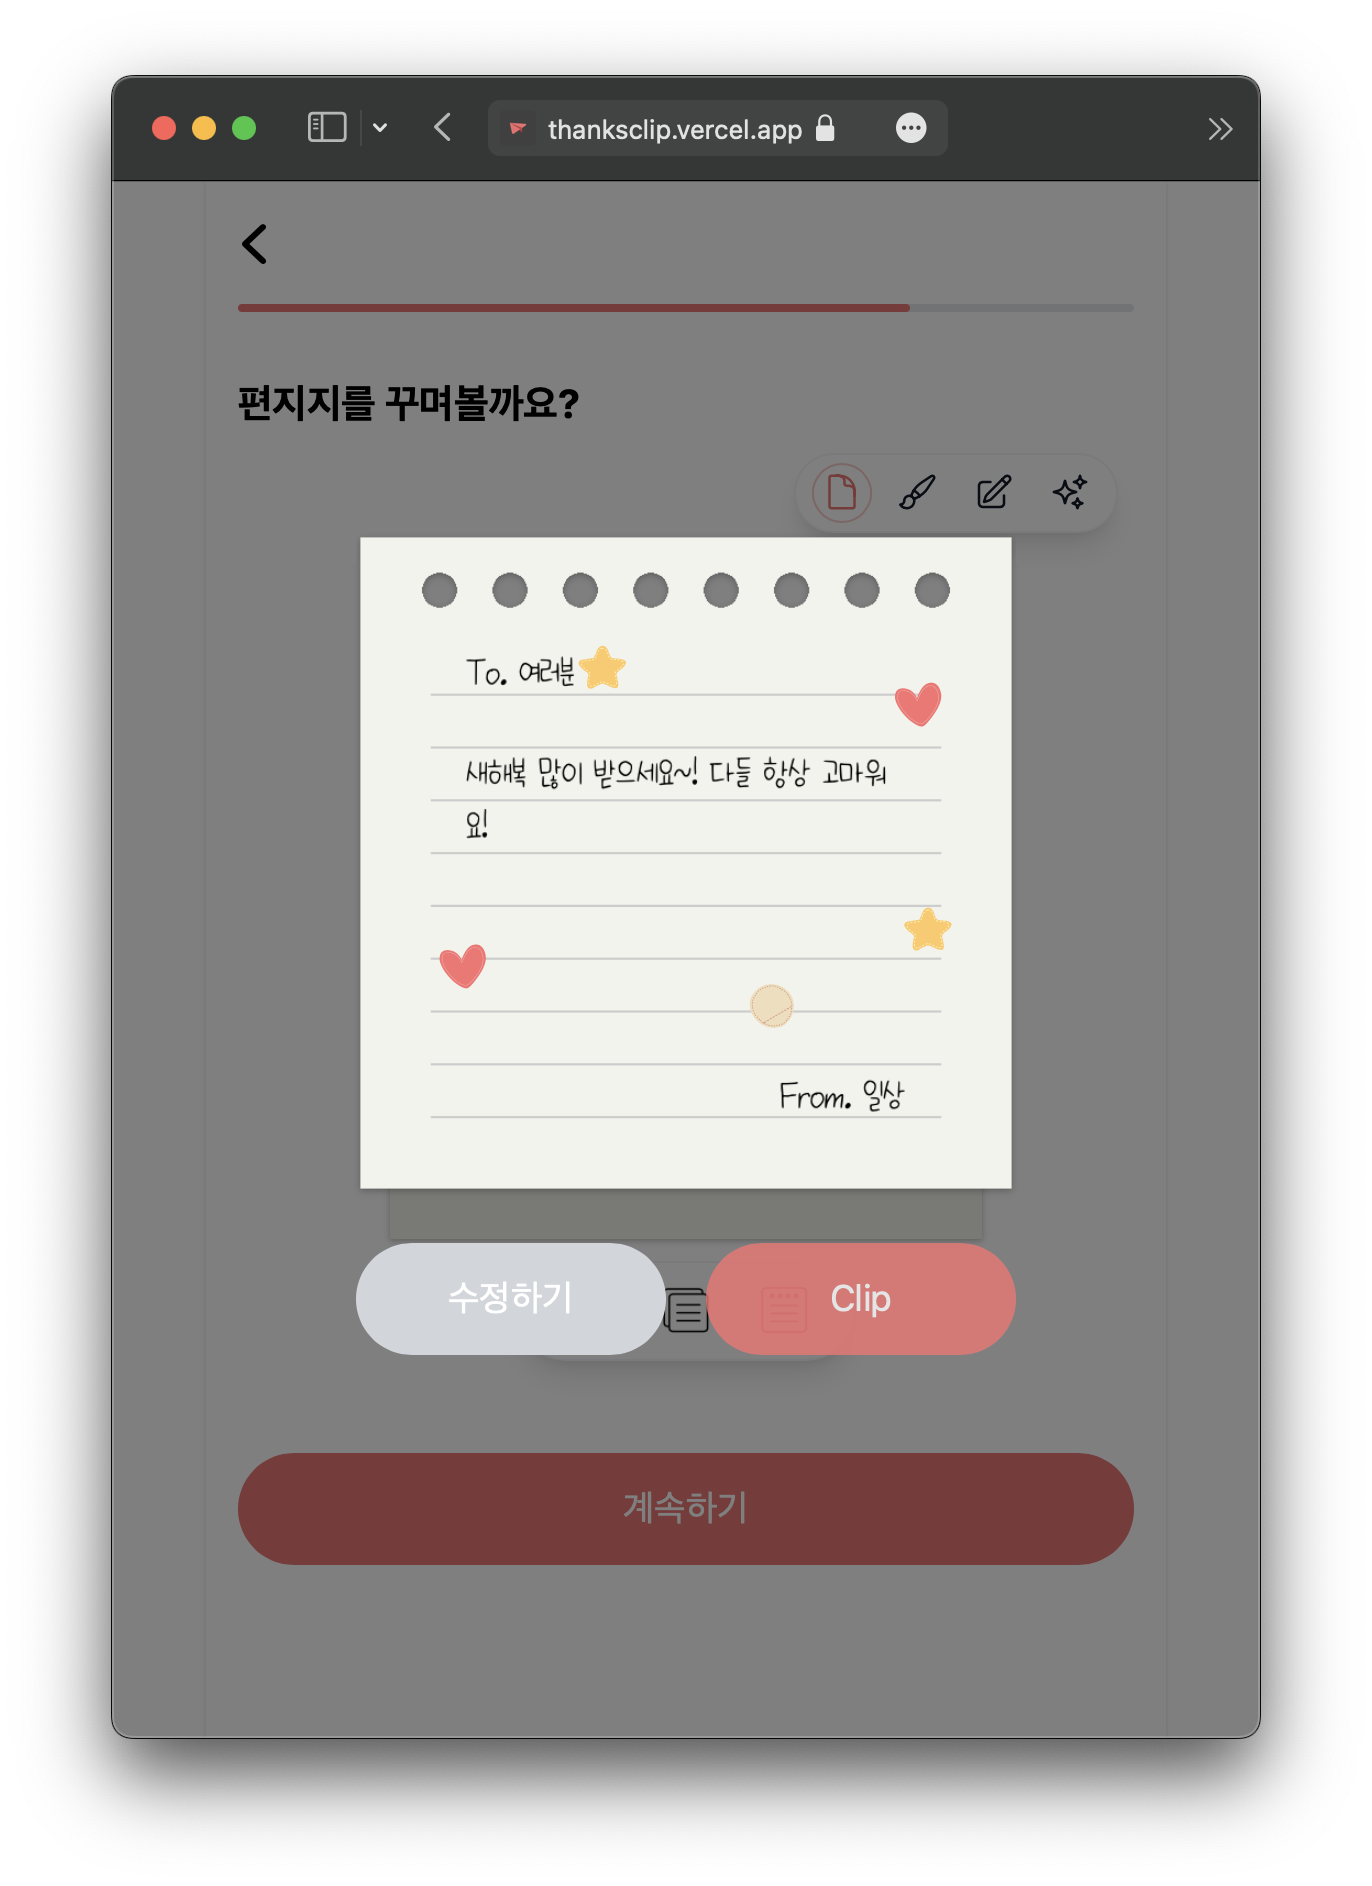 thanksclip.vercel.app
편지지를 꾸며볼까요?
To. 여러분
새해복 많이 받으세요~! 다들 항상 고마워
요!
From. 일상
수정하기
Clip
계속하기